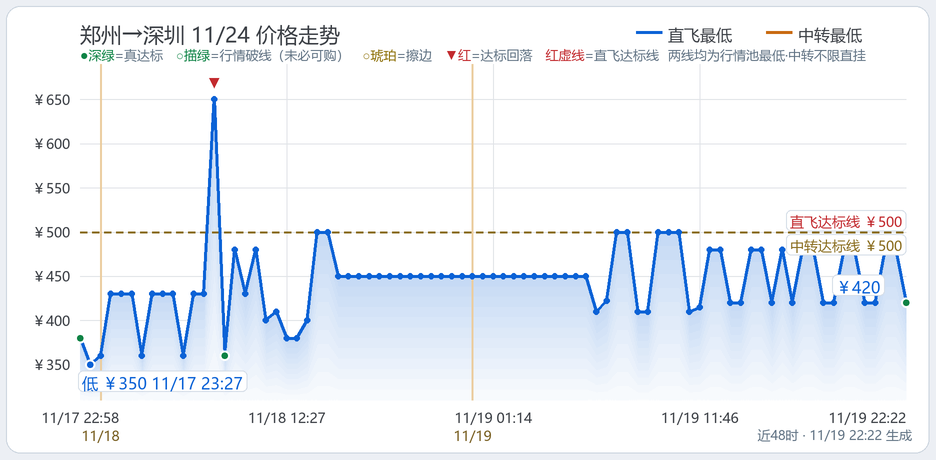 郑州→深圳 11/24 价格走势
直飞最低 中转最低
●深绿=真达标 ○描绿=行情破线（未必可购） ○琥珀=擦边 ▼红=达标回落 红虚线=直飞达标线 两线均为行情池最低·中转不限直挂
¥650
¥600
¥550
¥500
¥450
¥400
¥350
直飞达标线 ¥500
中转达标线 ¥500
¥420
低 ¥350 11/17 23:27
11/17 22:58 11/18 12:27 11/19 01:14 11/19 11:46 11/19 22:22
11/18 11/19
近48时 · 11/19 22:22 生成